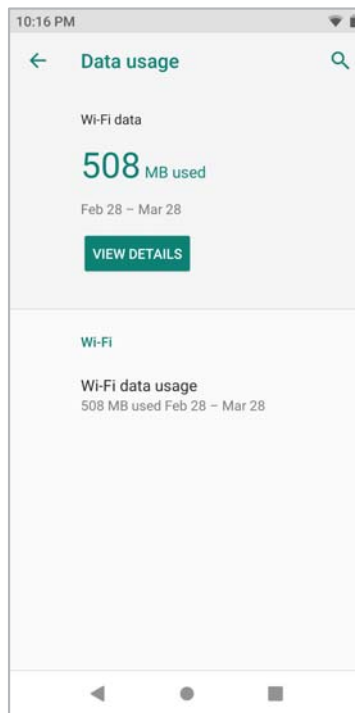 10:16 PM
Data usage
Wi-Fi data
508 MB used
Feb 28 – Mar 28
VIEW DETAILS
Wi-Fi
Wi-Fi data usage
508 MB used Feb 28 – Mar 28